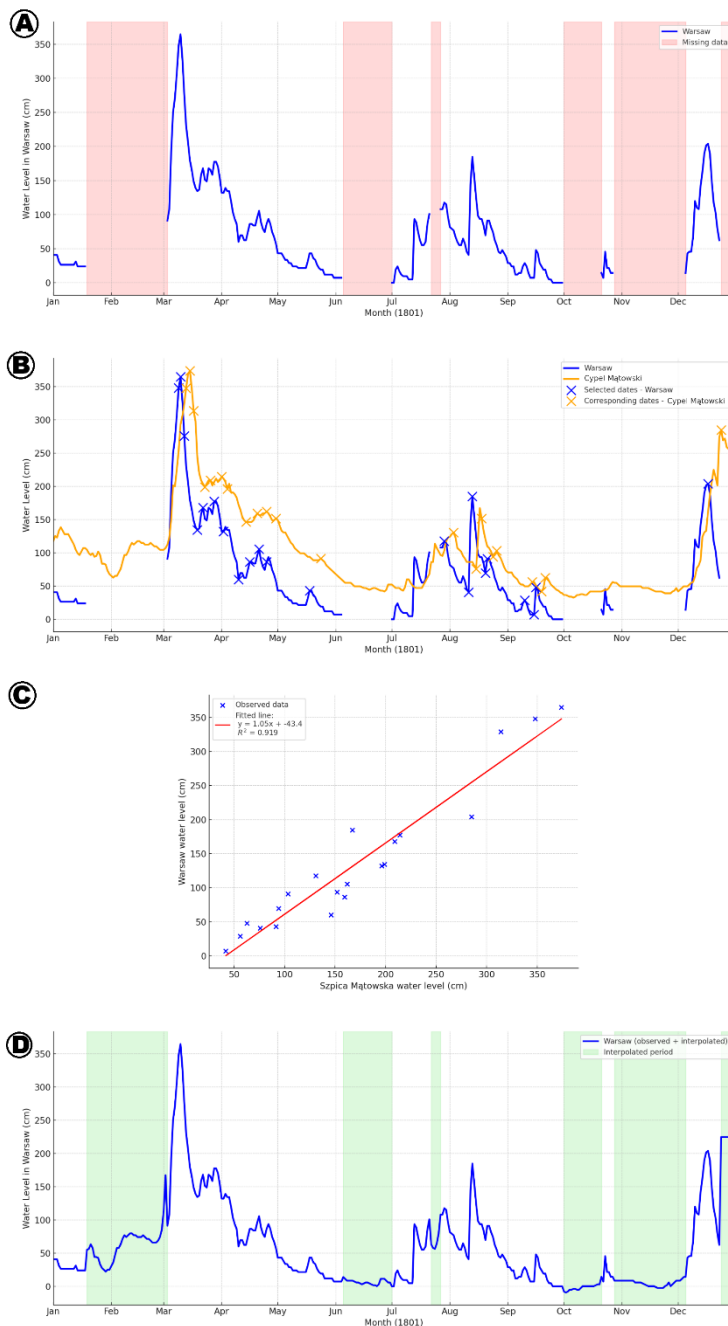 A
Water Level in Warsaw (cm)
350
300
250
200
150
100
50
0
Warsaw
Missing data
Jan Feb Mar Apr May Jun Jul Aug Sep Oct Nov Dec
Month (1801)
B
Water Level (cm)
350
300
250
200
150
100
50
0
Warsaw
Cypel Mątowski
Selected dates - Warsaw
Corresponding dates - Cypel Mątowski
Jan Feb Mar Apr May Jun Jul Aug Sep Oct Nov Dec
Month (1801)
C
Warsaw water level (cm)
350
300
250
200
150
100
50
0
Observed data
Fitted line:
y = 1.05x + -43.4
R² = 0.919
50 100 150 200 250 300 350
Szpica Mątowska water level (cm)
D
Water Level in Warsaw (cm)
350
300
250
200
150
100
50
0
Warsaw (observed + interpolated)
Interpolated period
Jan Feb Mar Apr May Jun Jul Aug Sep Oct Nov Dec
Month (1801)